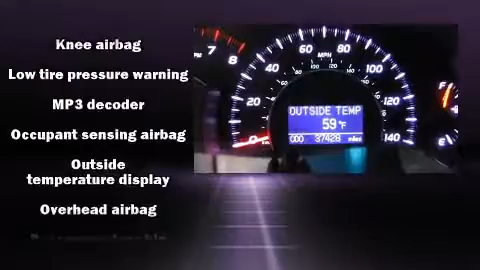 Knee airbag
Low tire pressure warning
MP3 decoder
Occupant sensing airbag
Outside
temperature display
Overhead airbag
7
8
0
20
40
60
80
100
120
140
MPH
OUTSIDE TEMP
59°F
000 37428 miles
F
E